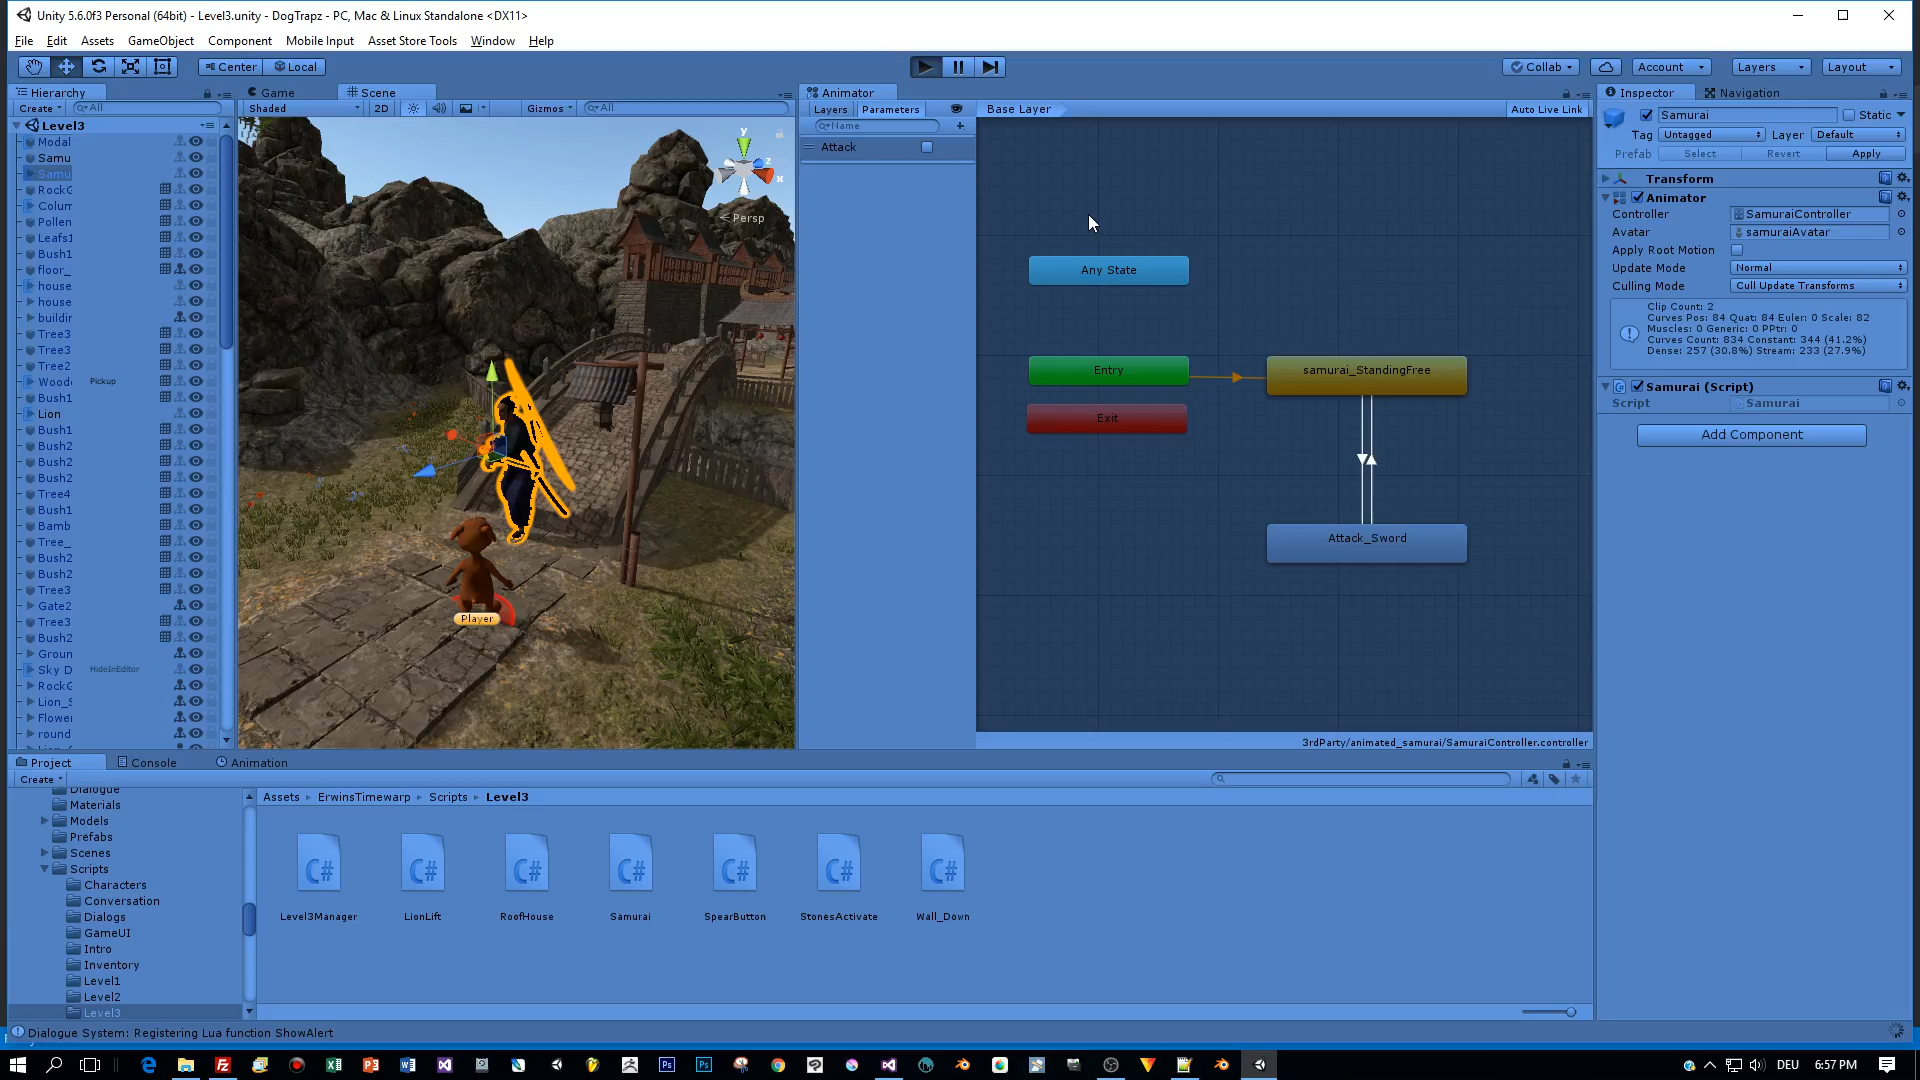 Unity 5.6.0f3 Personal (64bit) - Level3.unity - DogTrapz - PC, Mac & Linux Standalone <DX11>
File Edit Assets GameObject Component Mobile Input Asset Store Tools Window Help
Center Local Collab Account Layers Layout
Hierarchy
Create All
Level3
Modal
Samu
Samu
RockG
Colum
Pollen
Leafs1
Bush1
floor_
house
house
buildir
Tree3
Tree3
Tree2
Woode Pickup
Bush1
Lion
Bush1
Bush2
Bush2
Bush2
Tree4
Bush1
Bamb
Tree_
Bush2
Bush2
Tree3
Gate2
Tree3
Bush2
Groun
Sky D HideInEditor
RockG
Lion_S
Flower
round
Game Scene
Shaded 2D Gizmos All
y
z
x
Persp
Player
Animator
Layers Parameters Base Layer Auto Live Link
Name
Attack
Any State
Entry
Exit
samurai_StandingFree
Attack_Sword
3rdParty/animated_samurai/SamuraiController.controller
Inspector Navigation
Samurai Static
Tag Untagged Layer Default
Prefab Select Revert Apply
Transform
Animator
Controller SamuraiController
Avatar samuraiAvatar
Apply Root Motion
Update Mode Normal
Culling Mode Cull Update Transforms
Clip Count: 2
Curves Pos: 84 Quat: 84 Euler: 0 Scale: 82
Muscles: 0 Generic: 0 PPtr: 0
Curves Count: 834 Constant: 344 (41.2%)
Dense: 257 (30.8%) Stream: 233 (27.9%)
Samurai (Script)
Script Samurai
Add Component
Project Console Animation
Create
Dialogue
Materials
Models
Prefabs
Scenes
Scripts
Characters
Conversation
Dialogs
GameUI
Intro
Inventory
Level1
Level2
Level3
Assets ErwinsTimewarp Scripts Level3
C# C# C# C# C# C# C#
Level3Manager LionLift RoofHouse Samurai SpearButton StonesActivate Wall_Down
Dialogue System: Registering Lua function ShowAlert
DEU 6:57 PM